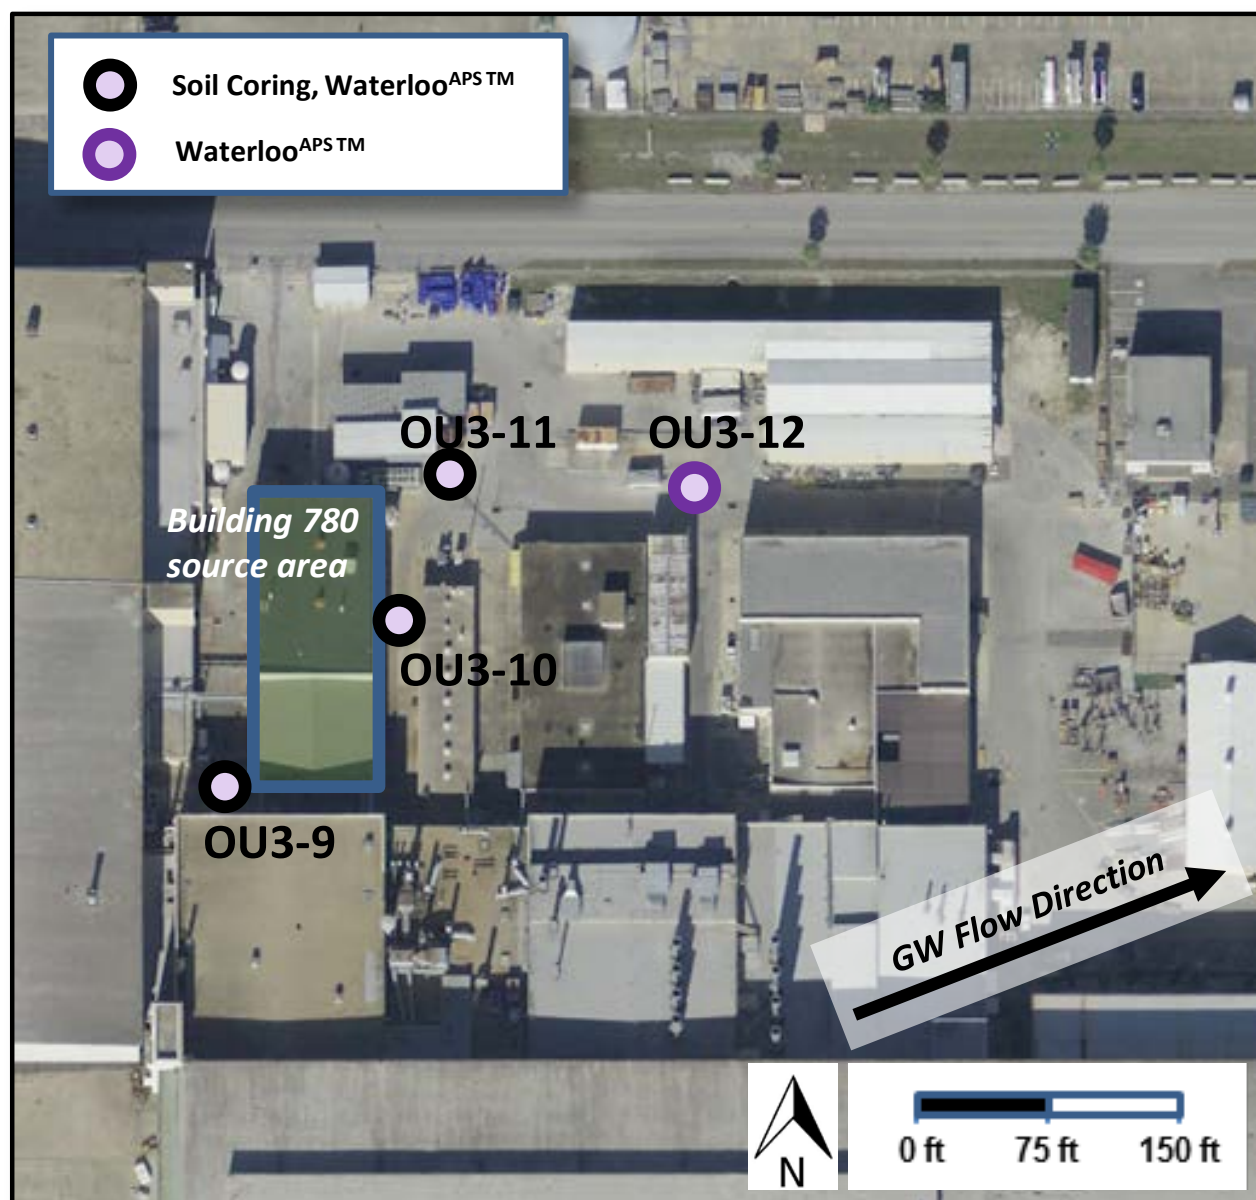 Soil Coring, Waterloo^APS TM
Waterloo^APS TM
OU3-11
OU3-12
Building 780
source area
OU3-10
OU3-9
GW Flow Direction
N
0 ft 75 ft 150 ft